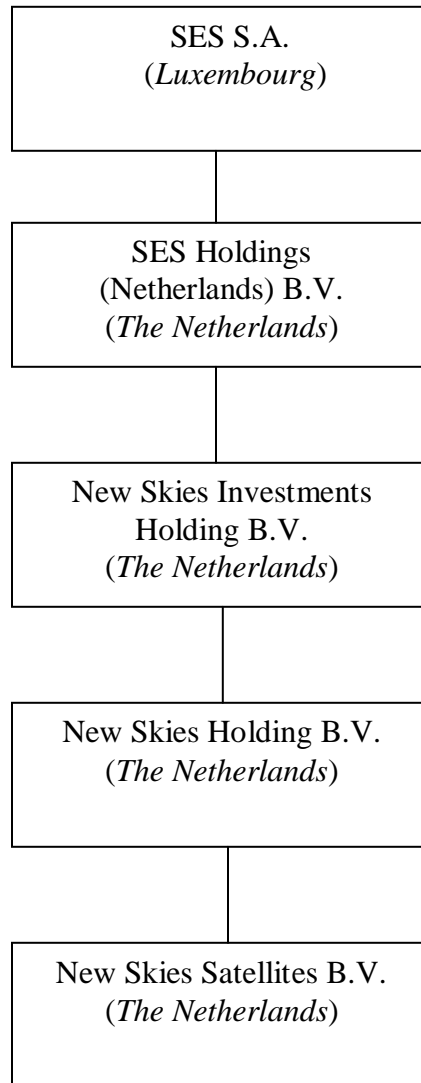 SES S.A.
(Luxembourg)
SES Holdings
(Netherlands) B.V.
(The Netherlands)
New Skies Investments
Holding B.V.
(The Netherlands)
New Skies Holding B.V.
(The Netherlands)
New Skies Satellites B.V.
(The Netherlands)